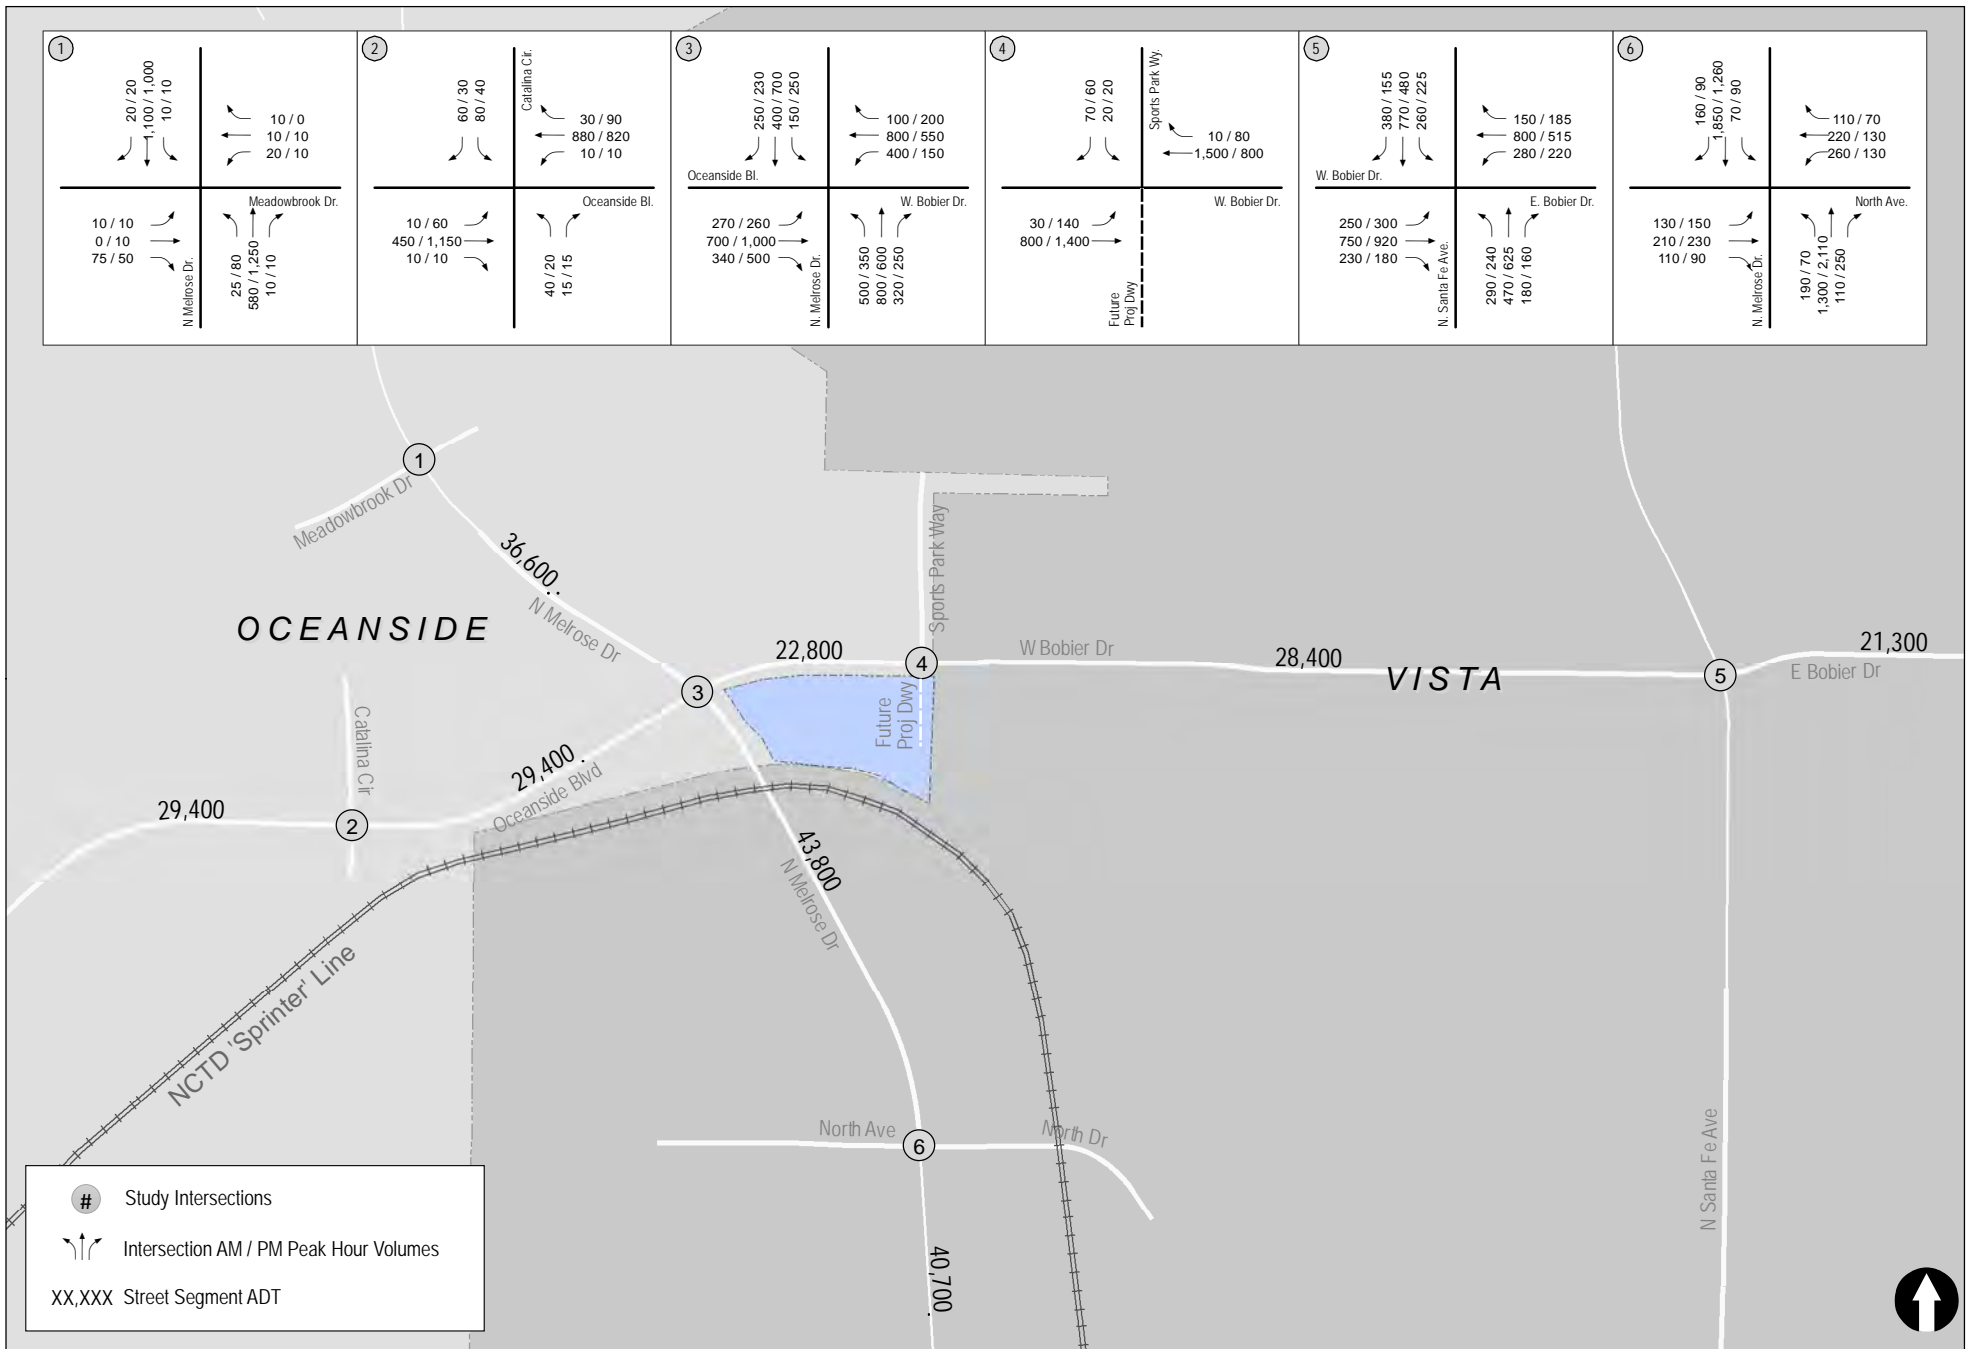 1
20 / 20
1,100 / 1,000
10 / 10
10 / 0
10 / 10
20 / 10
Meadowbrook Dr.
10 / 10
0 / 10
75 / 50
N Melrose Dr.
25 / 80
580 / 1,250
10 / 10
2
60 / 30
80 / 40
Catalina Cir.
30 / 90
880 / 820
10 / 10
Oceanside Bl.
10 / 60
450 / 1,150
10 / 10
40 / 20
15 / 15
3
250 / 230
400 / 700
150 / 250
100 / 200
800 / 550
400 / 150
Oceanside Bl.
W. Bobier Dr.
270 / 260
700 / 1,000
340 / 500
N. Melrose Dr.
500 / 350
800 / 600
320 / 250
4
70 / 60
20 / 20
Sports Park Wy.
10 / 80
1,500 / 800
W. Bobier Dr.
30 / 140
800 / 1,400
Future
Proj Dwy
5
380 / 155
770 / 480
260 / 225
150 / 185
800 / 515
280 / 220
W. Bobier Dr.
E. Bobier Dr.
250 / 300
750 / 920
230 / 180
N. Santa Fe Ave.
290 / 240
470 / 625
180 / 160
6
160 / 90
1,850 / 1,260
70 / 90
110 / 70
220 / 130
260 / 130
North Ave.
130 / 150
210 / 230
110 / 90
N. Melrose Dr.
190 / 70
1,300 / 2,110
110 / 250
1
Meadowbrook Dr
36,600
N Melrose Dr
OCEANSIDE
Sports Park Way
22,800
4
W Bobier Dr
28,400
VISTA
5
21,300
E Bobier Dr
3
Future
Proj Dwy
Catalina Cir
29,400
Oceanside Blvd
29,400
2
43,800
N Melrose Dr
NCTD 'Sprinter' Line
North Ave
6
North Dr
N Santa Fe Ave
40,700
# Study Intersections
Intersection AM / PM Peak Hour Volumes
XX,XXX Street Segment ADT